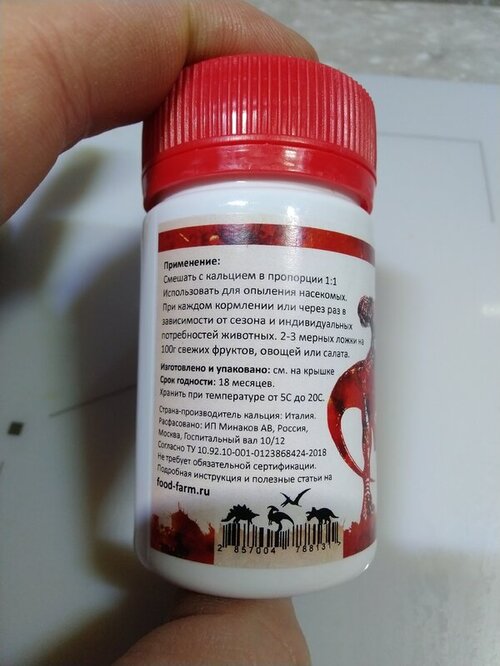 Применение:
Смешать с кальцием в пропорции 1:1
Использовать для опыления насекомых.
При каждом кормлении или через раз в
зависимости от сезона и индивидуальных
потребностей животных. 2-3 мерных ложки на
100г свежих фруктов, овощей или салата.
Изготовлено и упаковано: см. на крышке
Срок годности: 18 месяцев.
Хранить при температуре от 5С до 20С.
Страна-производитель кальция: Италия.
Расфасовано: ИП Минаков АВ, Россия,
Москва, Госпитальный вал 10/12
Согласно ТУ 10.92.10-001-0123868424-2018
Не требует обязательной сертификации.
Подробная инструкция и полезные статьи на
food-farm.ru
2 857004 768137